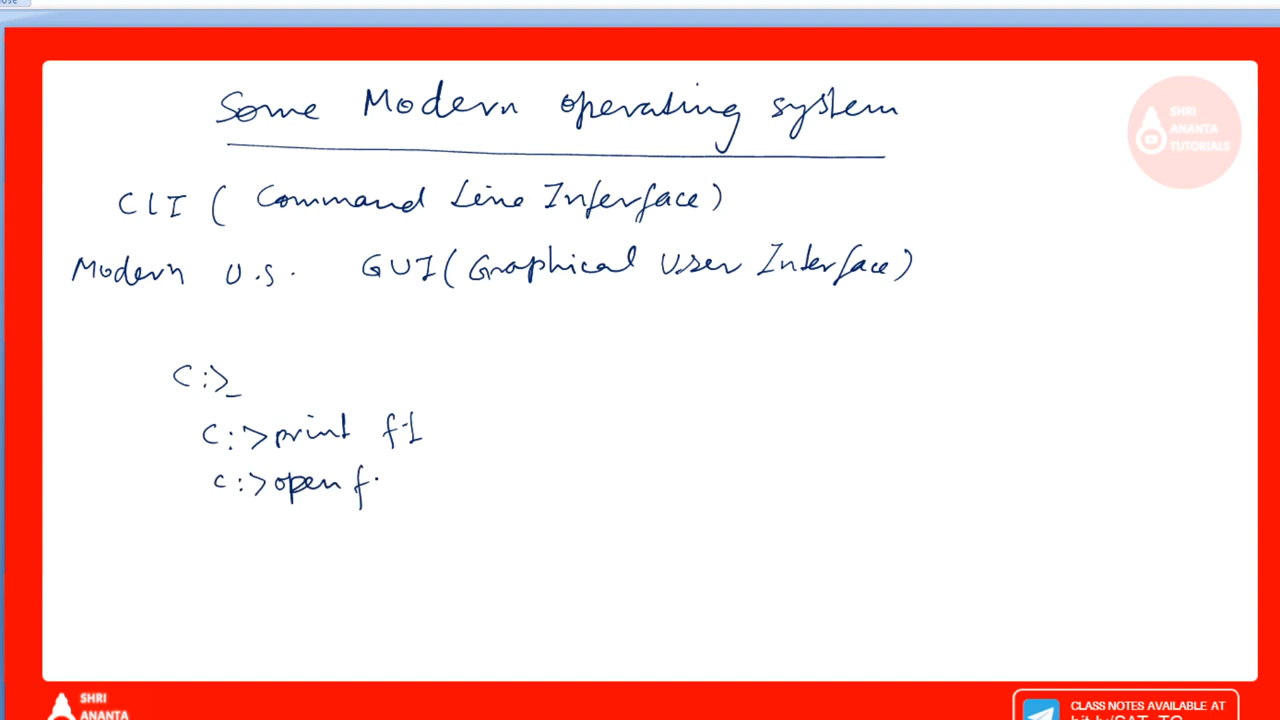 ose
SHRI
ANANTA
TUTORIALS
Some Modern operating system
CLI ( Command Line Interface )
Modern O.S. GUI ( Graphical User Interface )
C:>_
C:>print f1
C:>open f.
SHRI
ANANTA
CLASS NOTES AVAILABLE AT